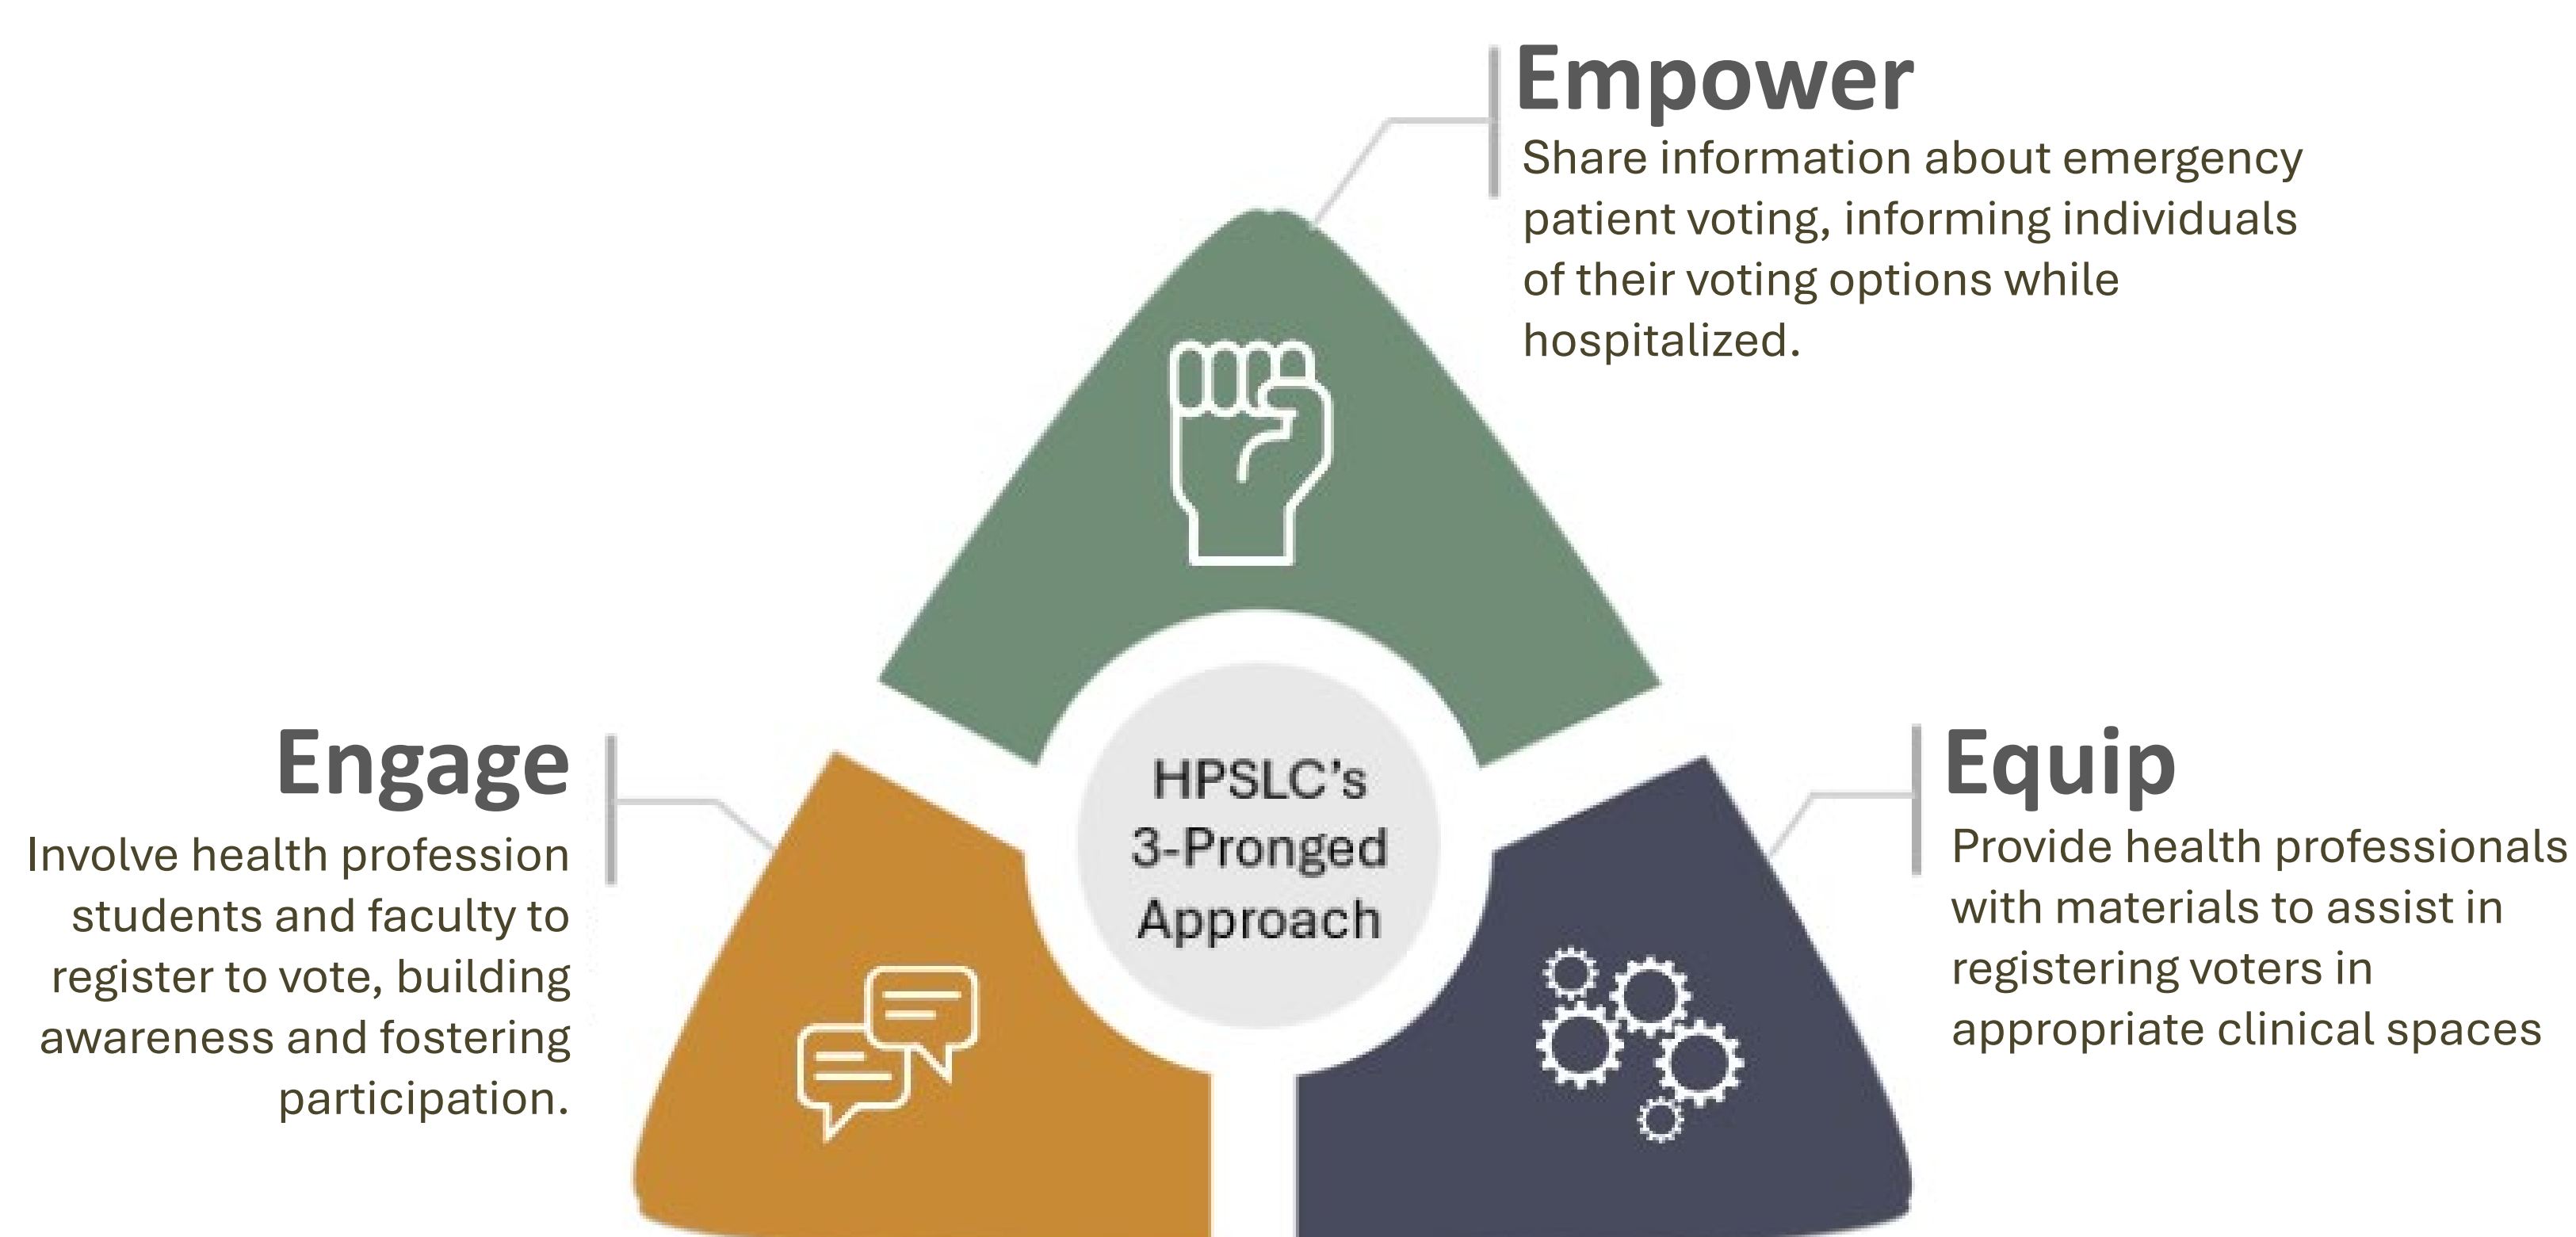 Empower
Share information about emergency
patient voting, informing individuals
of their voting options while
hospitalized.
HPSLC's
3-Pronged
Approach
Engage
Involve health profession
students and faculty to
register to vote, building
awareness and fostering
participation.
Equip
Provide health professionals
with materials to assist in
registering voters in
appropriate clinical spaces